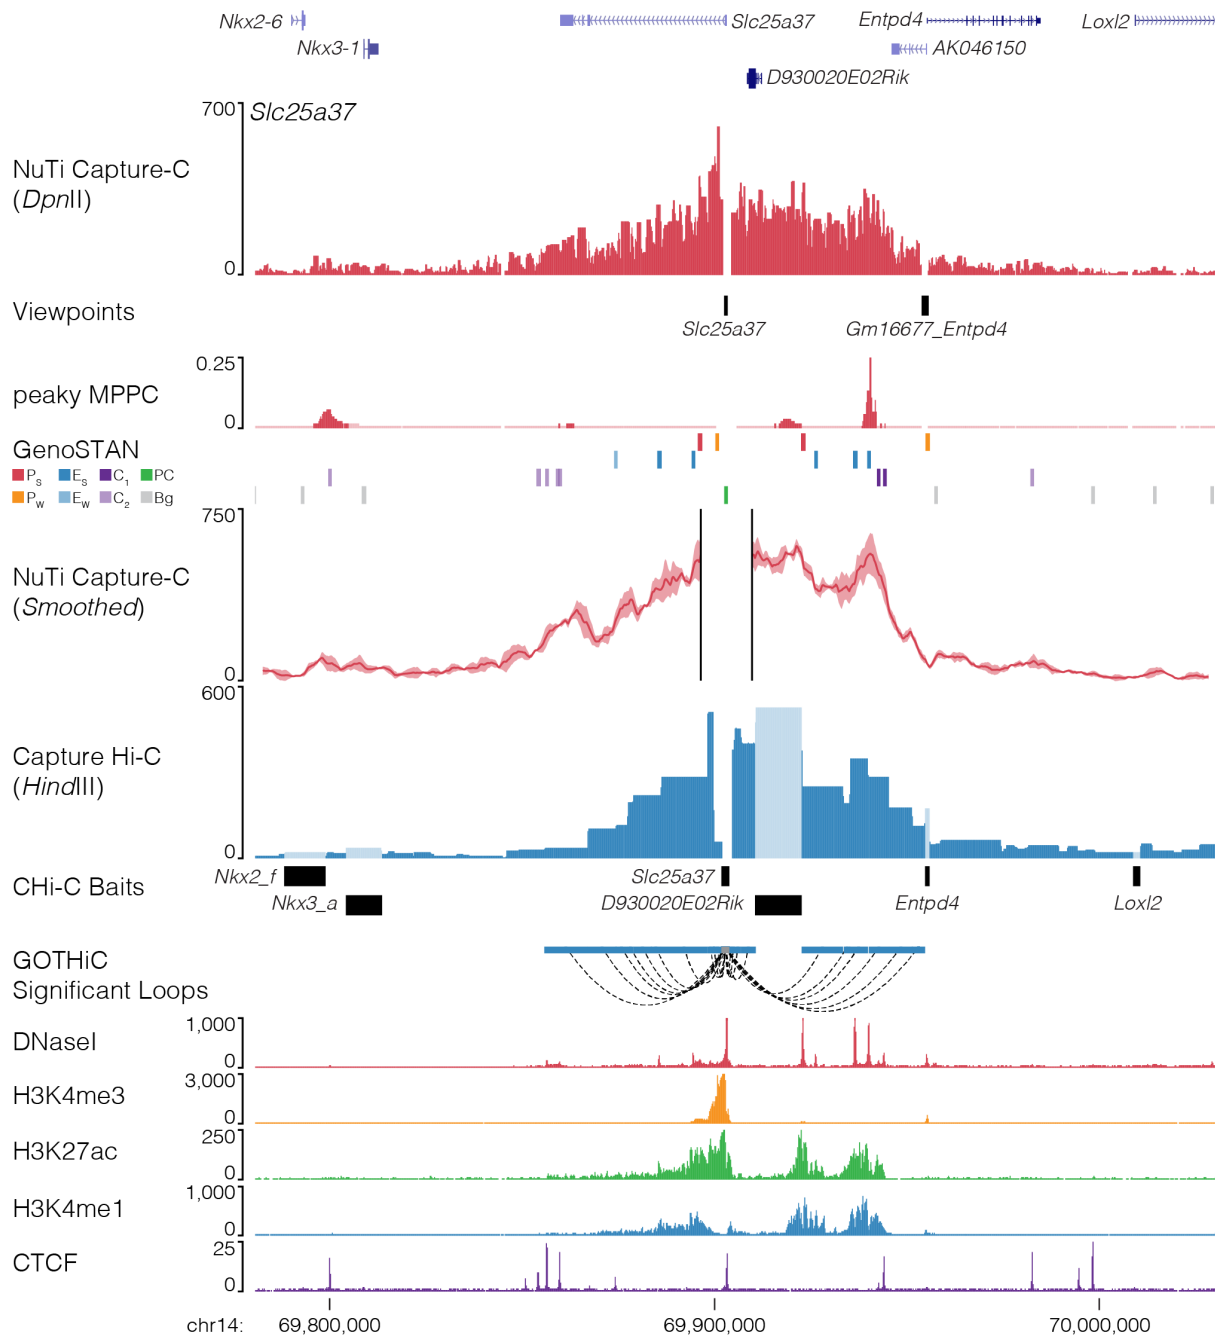 Nkx2-6 Slc25a37 Entpd4 Loxl2
Nkx3-1 AK046150
D930020E02Rik
700 Slc25a37
NuTi Capture-C
(DpnII)
0
Viewpoints
Slc25a37 Gm16677_Entpd4
0.25
peaky MPPC
0
GenoSTAN
PS ES C1 PC
PW EW C2 Bg
750
NuTi Capture-C
(Smoothed)
0
600
Capture Hi-C
(HindIII)
0
Nkx2_f Slc25a37
CHi-C Baits
Nkx3_a D930020E02Rik Entpd4 Loxl2
GOTHiC
Significant Loops
1,000
DNaseI
0
3,000
H3K4me3
0
250
H3K27ac
0
1,000
H3K4me1
0
25
CTCF
0
chr14: 69,800,000 69,900,000 70,000,000